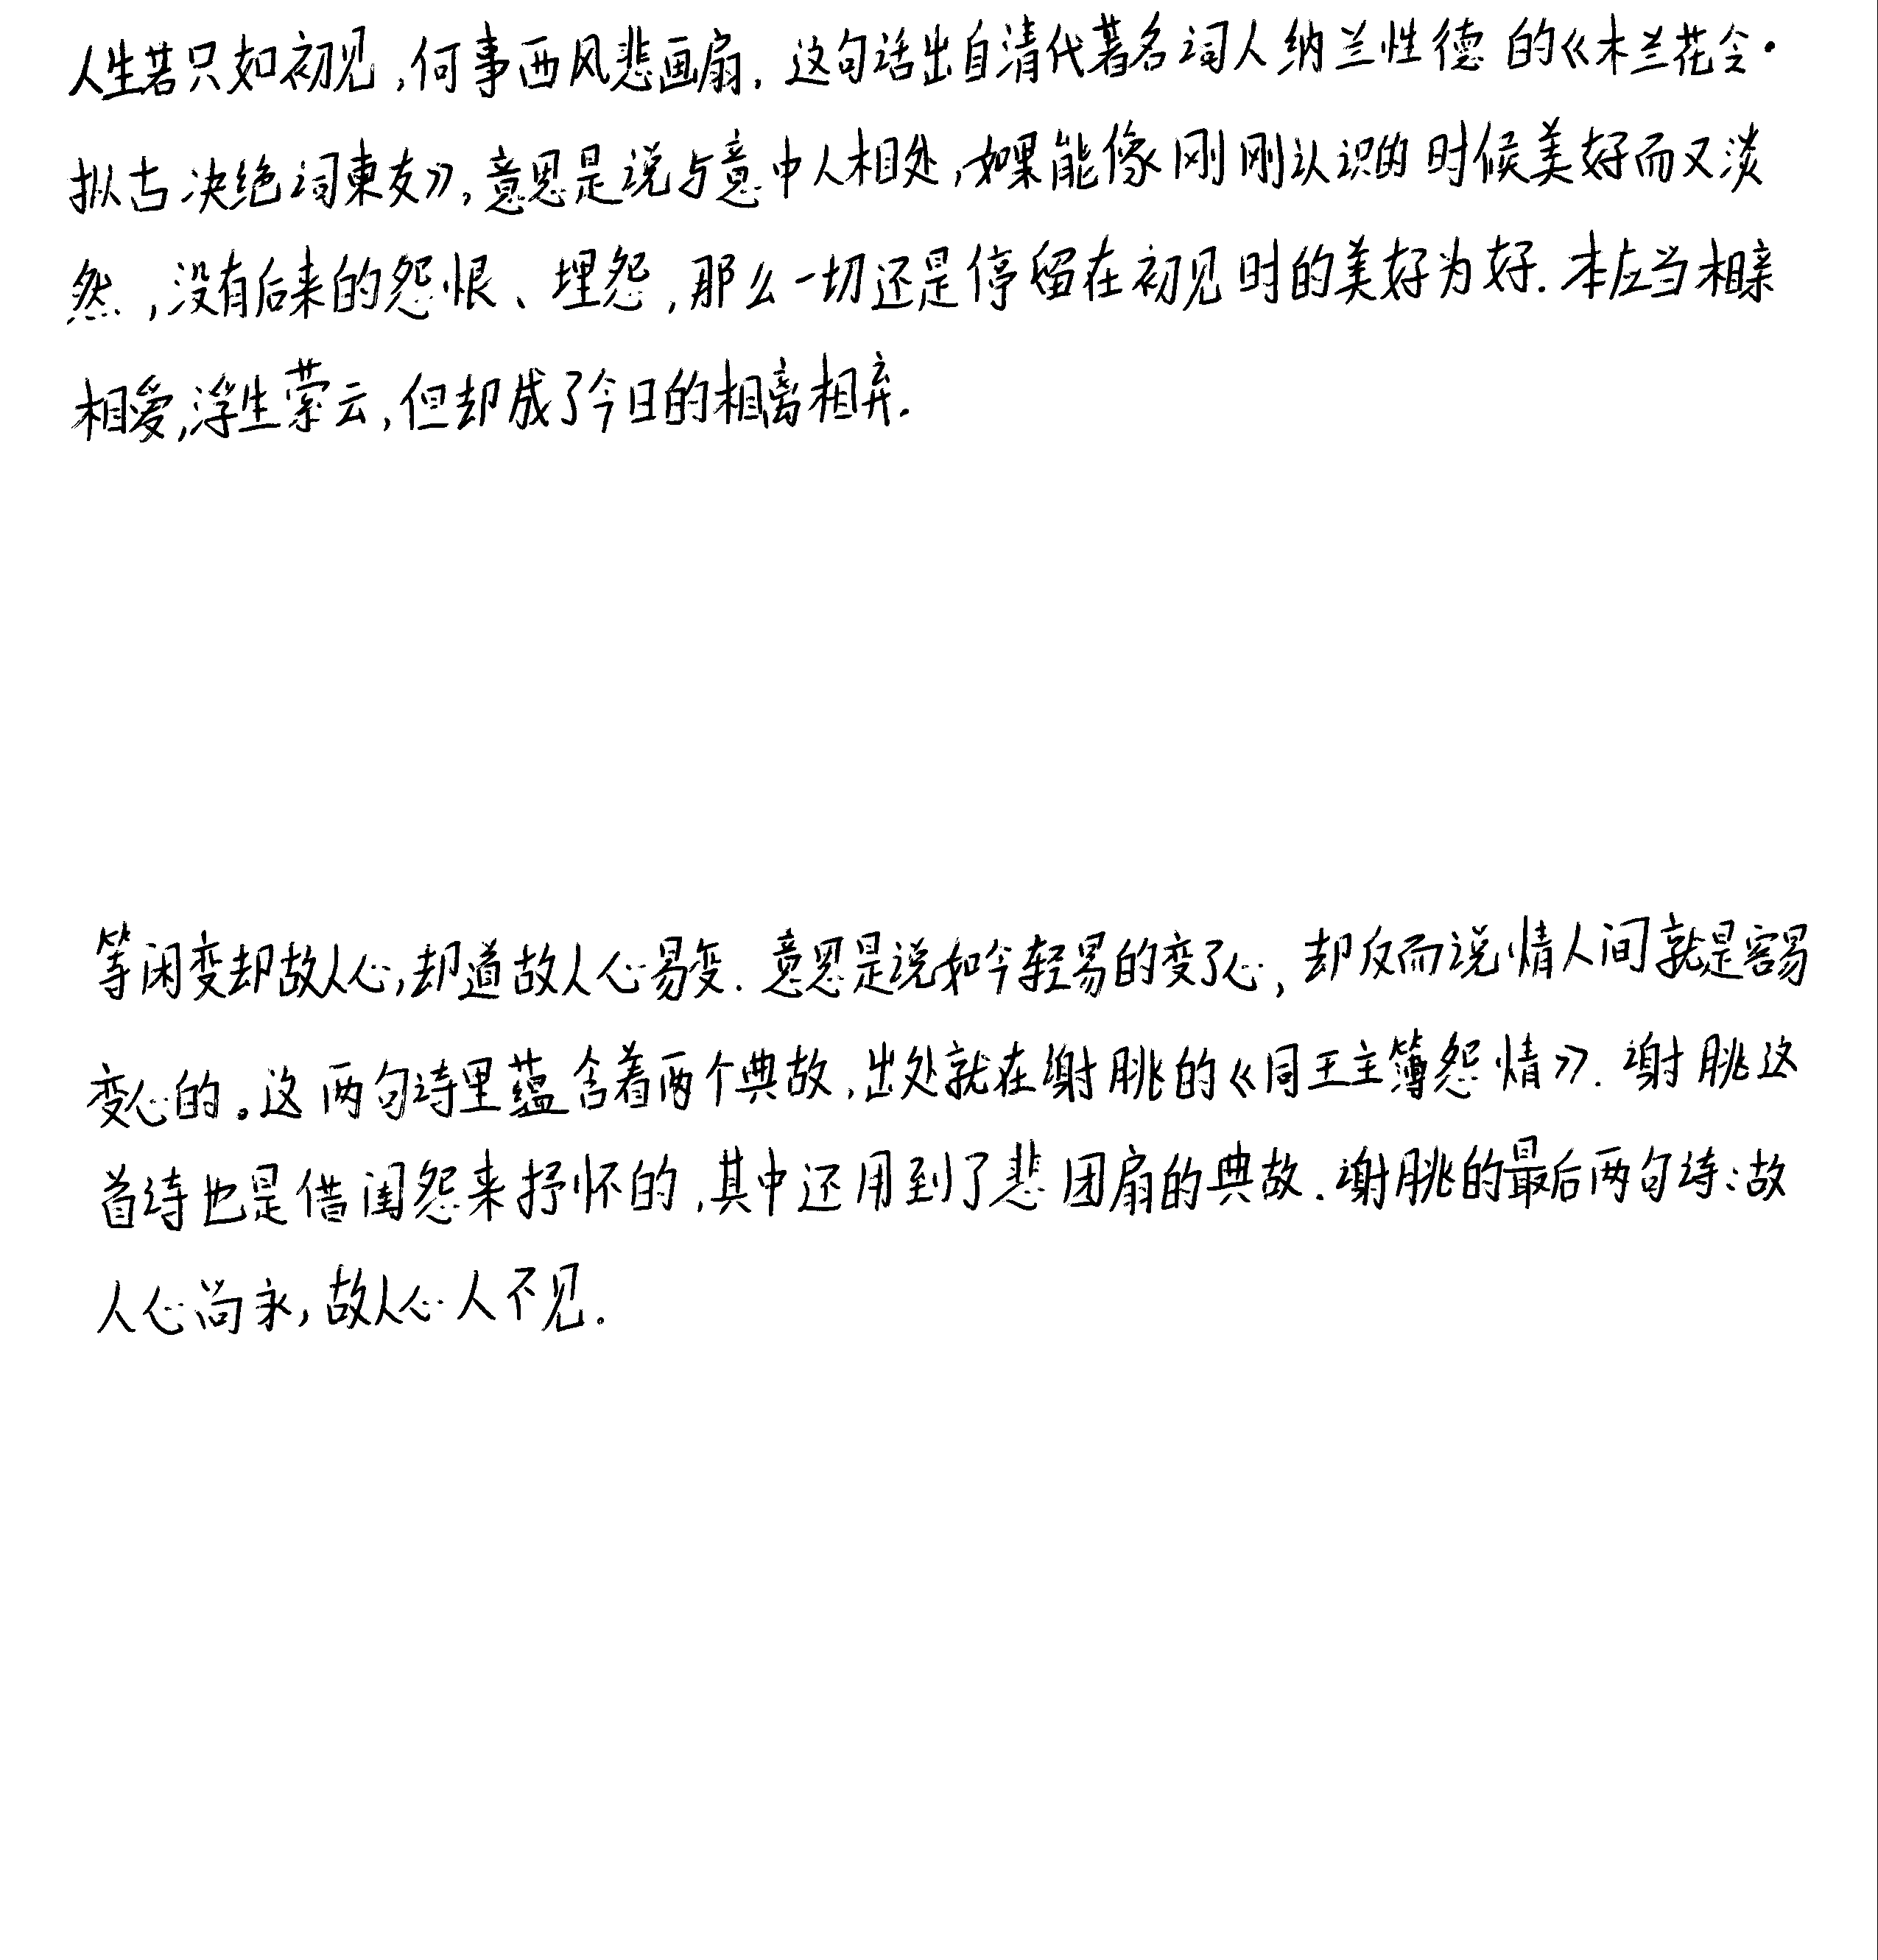 人生若只如初见,何事西风悲画扇.这句话出自清代著名词人纳兰性德的《木兰花令·
拟古决绝词柬友》,意思是说与意中人相处,如果能像刚刚认识的时候美好而又淡
然,没有后来的怨恨、埋怨,那么一切还是停留在初见时的美好为好.本应当相亲
相爱,浮生萦云,但却成了今日的相离相弃.
等闲变却故人心,却道故人心易变.意思是说如今轻易的变了心,却反而说情人间就是容易
变心的。这两句诗里蕴含着两个典故,出处就在谢朓的《同王主簿怨情》.谢朓这
首诗也是借闺怨来抒怀的,其中还用到了悲团扇的典故.谢朓的最后两句诗:故
人心尚永,故人心人不见.